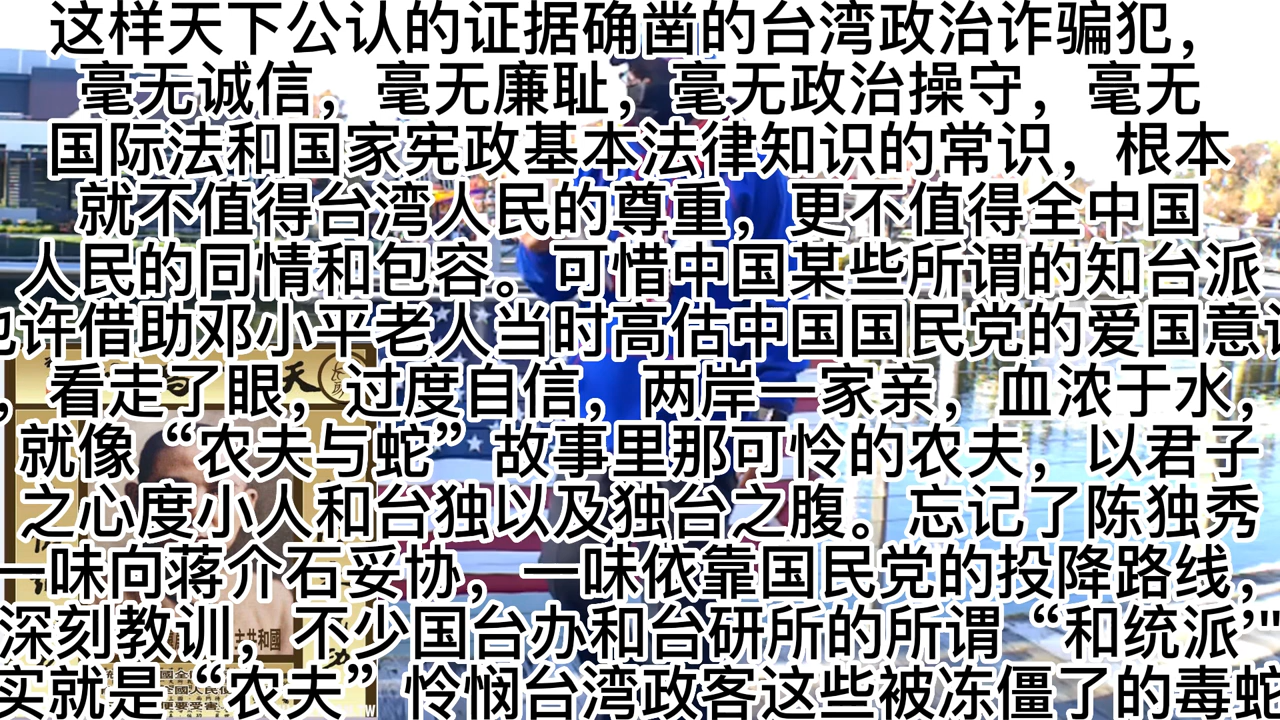 这样天下公认的证据确凿的台湾政治诈骗犯，
毫无诚信，毫无廉耻，毫无政治操守，毫无
国际法和国家宪政基本法律知识的常识，根本
就不值得台湾人民的尊重，更不值得全中国
人民的同情和包容。可惜中国某些所谓的知台派
也许借助邓小平老人当时高估中国国民党的爱国意识
，看走了眼，过度自信，两岸一家亲，血浓于水，
就像“农夫与蛇”故事里那可怜的农夫，以君子
之心度小人和台独以及独台之腹。忘记了陈独秀
一味向蒋介石妥协，一味依靠国民党的投降路线，
深刻教训，不少国台办和台研所的所谓“和统派'"
实就是“农夫”怜悯台湾政客这些被冻僵了的毒蛇
天
主共和國